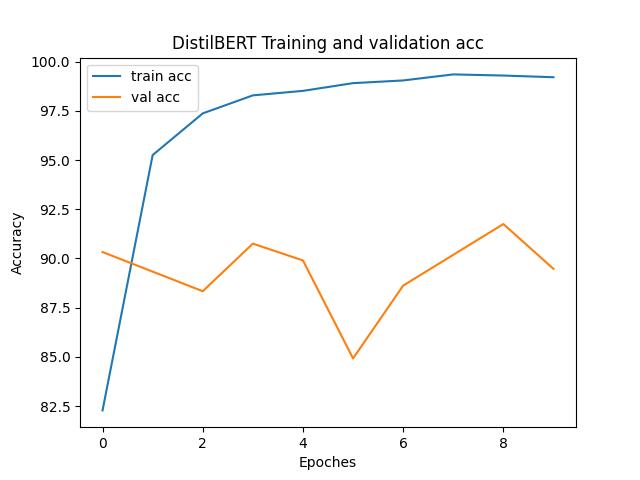 DistilBERT Training and validation acc
train acc
val acc
Accuracy
100.0
97.5
95.0
92.5
90.0
87.5
85.0
82.5
0 2 4 6 8
Epoches